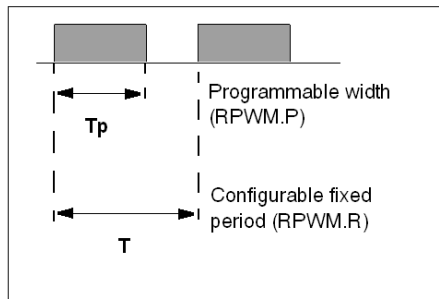 Programmable width
(RPWM.P)
Tp
Configurable fixed
period (RPWM.R)
T